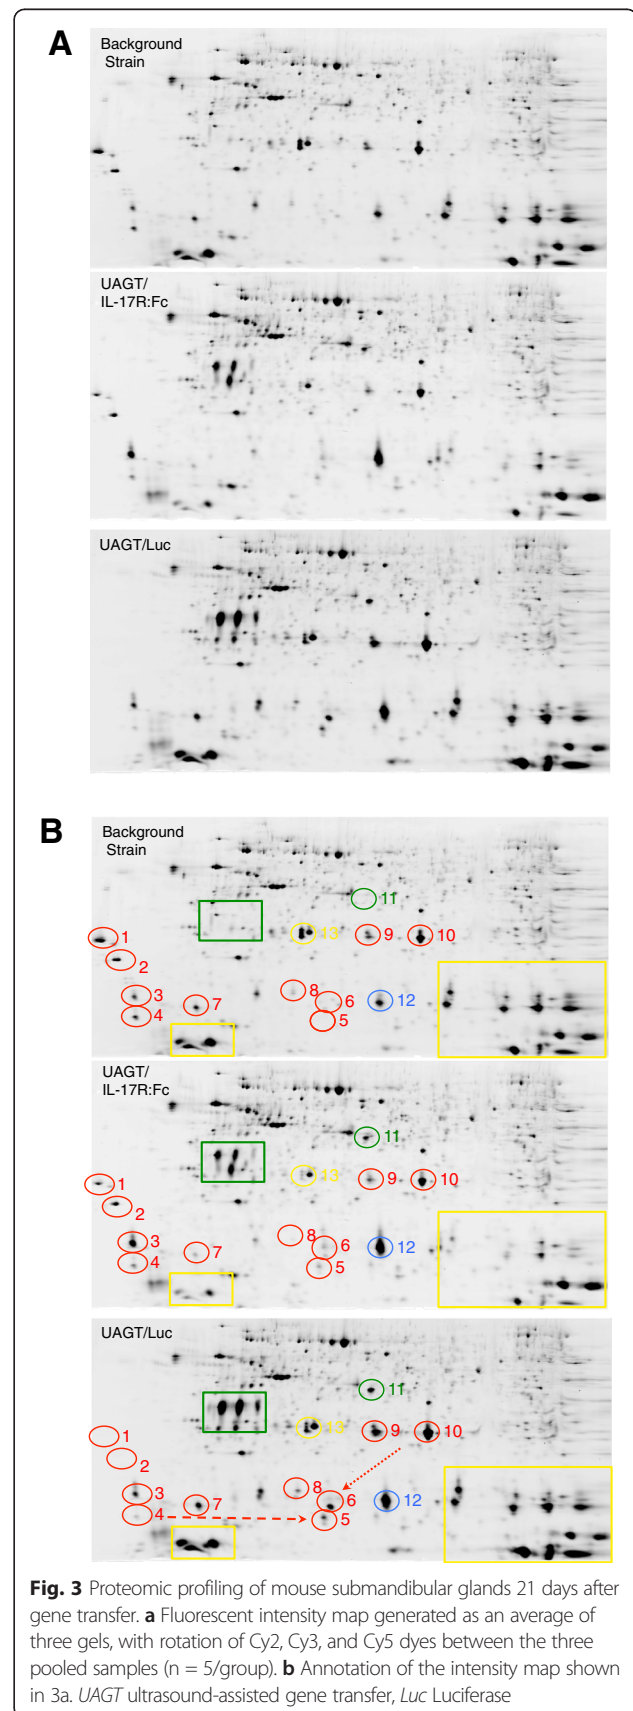 A
Background
Strain
UAGT/
IL-17R:Fc
UAGT/Luc
B
Background
Strain
11
1
13
9
10
2
3
8
6
7
12
4
5
UAGT/
IL-17R:Fc
11
1
13
9
10
2
3
8
7
6
12
4
5
UAGT/Luc
11
1
13
9
10
2
3
8
7
6
12
4
5
Fig. 3 Proteomic profiling of mouse submandibular glands 21 days after
gene transfer. a Fluorescent intensity map generated as an average of
three gels, with rotation of Cy2, Cy3, and Cy5 dyes between the three
pooled samples (n = 5/group). b Annotation of the intensity map shown
in 3a. UAGT ultrasound-assisted gene transfer, Luc Luciferase